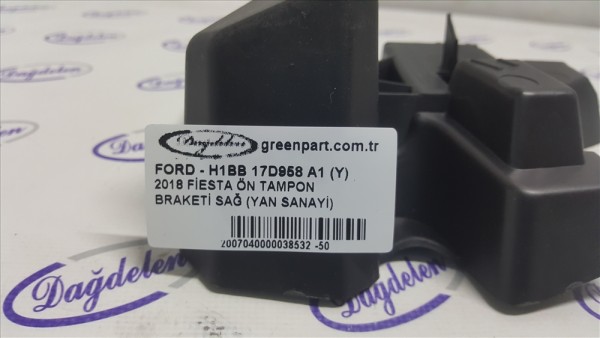 Dağdelen
Dağdelen greenpart.com.tr
FORD - H1BB 17D958 A1 (Y)
2018 FİESTA ÖN TAMPON
BRAKETİ SAĞ (YAN SANAYİ)
2007040000038532 -50
Dağdelen